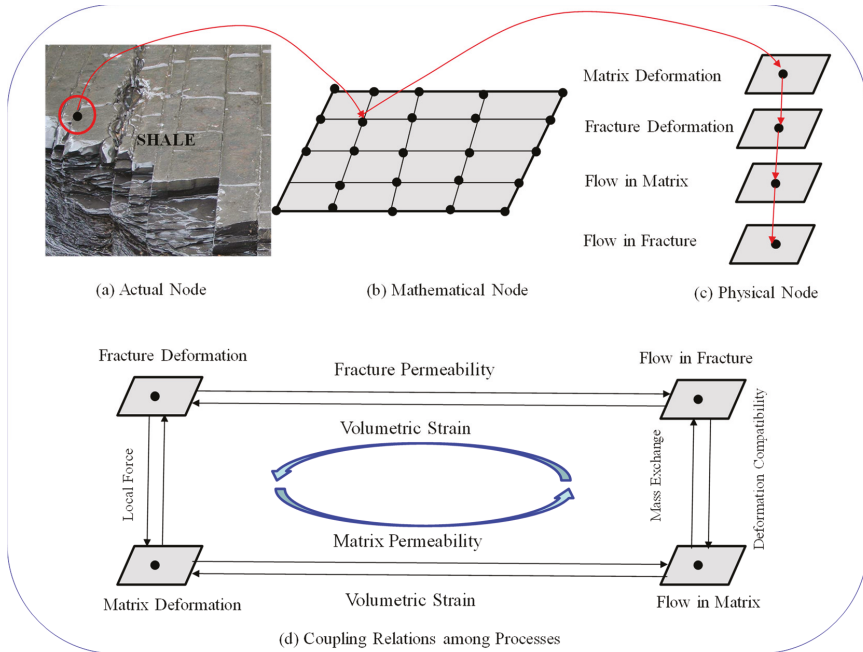 SHALE
(a) Actual Node
(b) Mathematical Node
Matrix Deformation
Fracture Deformation
Flow in Matrix
Flow in Fracture
(c) Physical Node
Fracture Deformation
Fracture Permeability
Flow in Fracture
Volumetric Strain
Local Force
Mass Exchange
Deformation Compatibility
Matrix Permeability
Matrix Deformation
Volumetric Strain
Flow in Matrix
(d) Coupling Relations among Processes